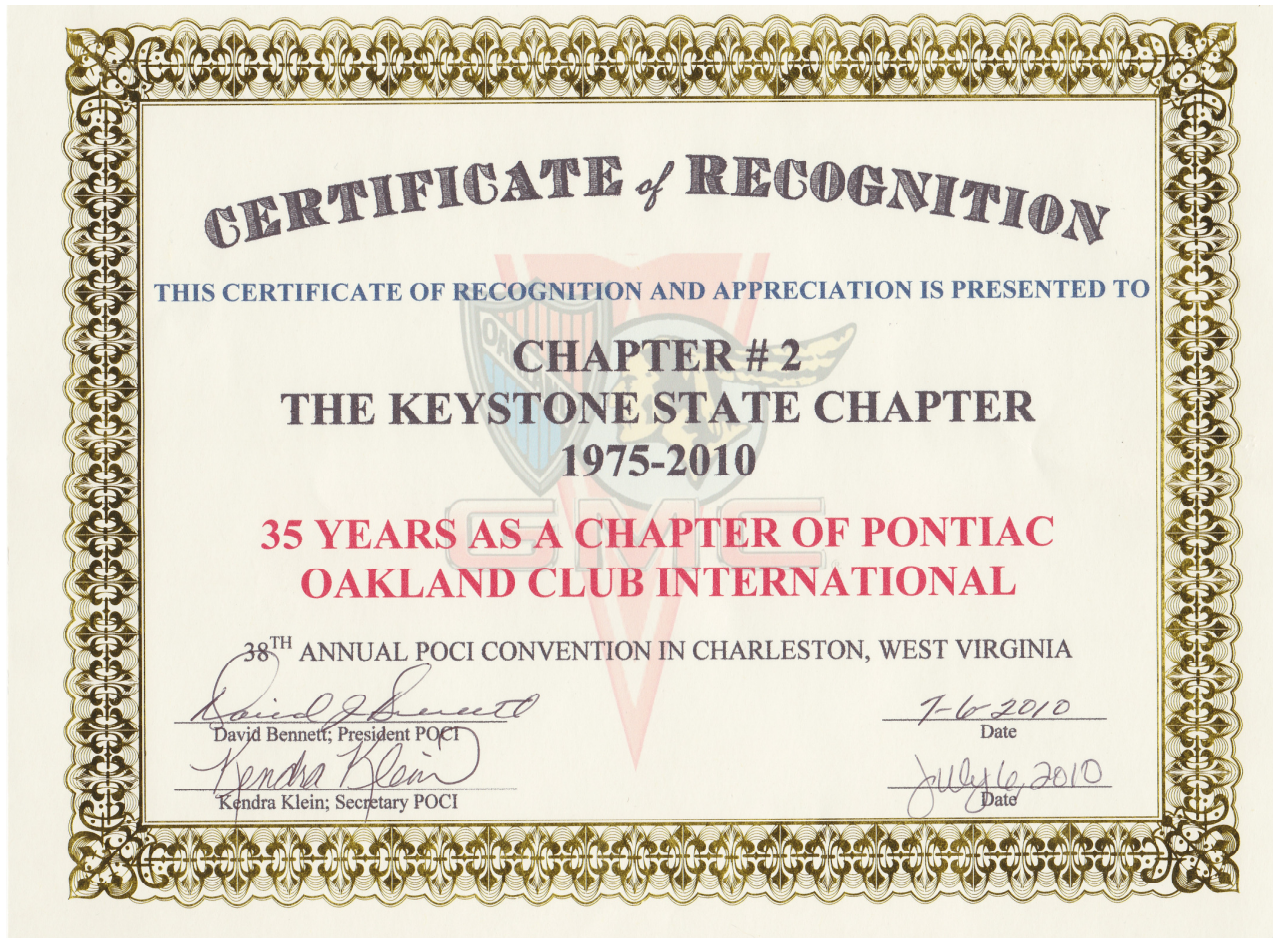 CERTIFICATE of RECOGNITION
THIS CERTIFICATE OF RECOGNITION AND APPRECIATION IS PRESENTED TO
CHAPTER # 2
THE KEYSTONE STATE CHAPTER
1975-2010
GMC
35 YEARS AS A CHAPTER OF PONTIAC
OAKLAND CLUB INTERNATIONAL
38TH ANNUAL POCI CONVENTION IN CHARLESTON, WEST VIRGINIA
David J Bennett 7-6-2010
David Bennett; President POCI Date
Kendra Klein July 6, 2010
Kendra Klein; Secretary POCI Date